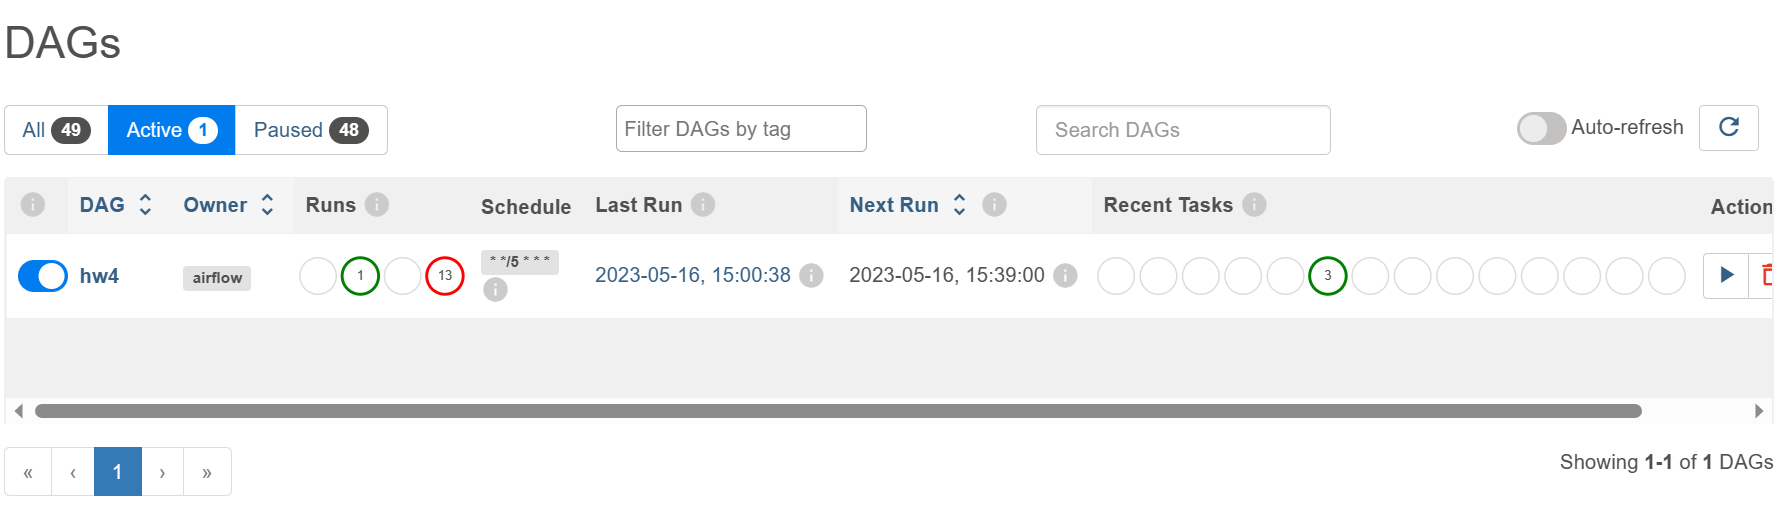 DAGs
All 49 Active 1 Paused 48 Filter DAGs by tag Search DAGs Auto-refresh
DAG Owner Runs Schedule Last Run Next Run Recent Tasks Action
hw4 airflow 1 13 * */5 * * * 2023-05-16, 15:00:38 2023-05-16, 15:39:00 3
« ‹ 1 › » Showing 1-1 of 1 DAGs